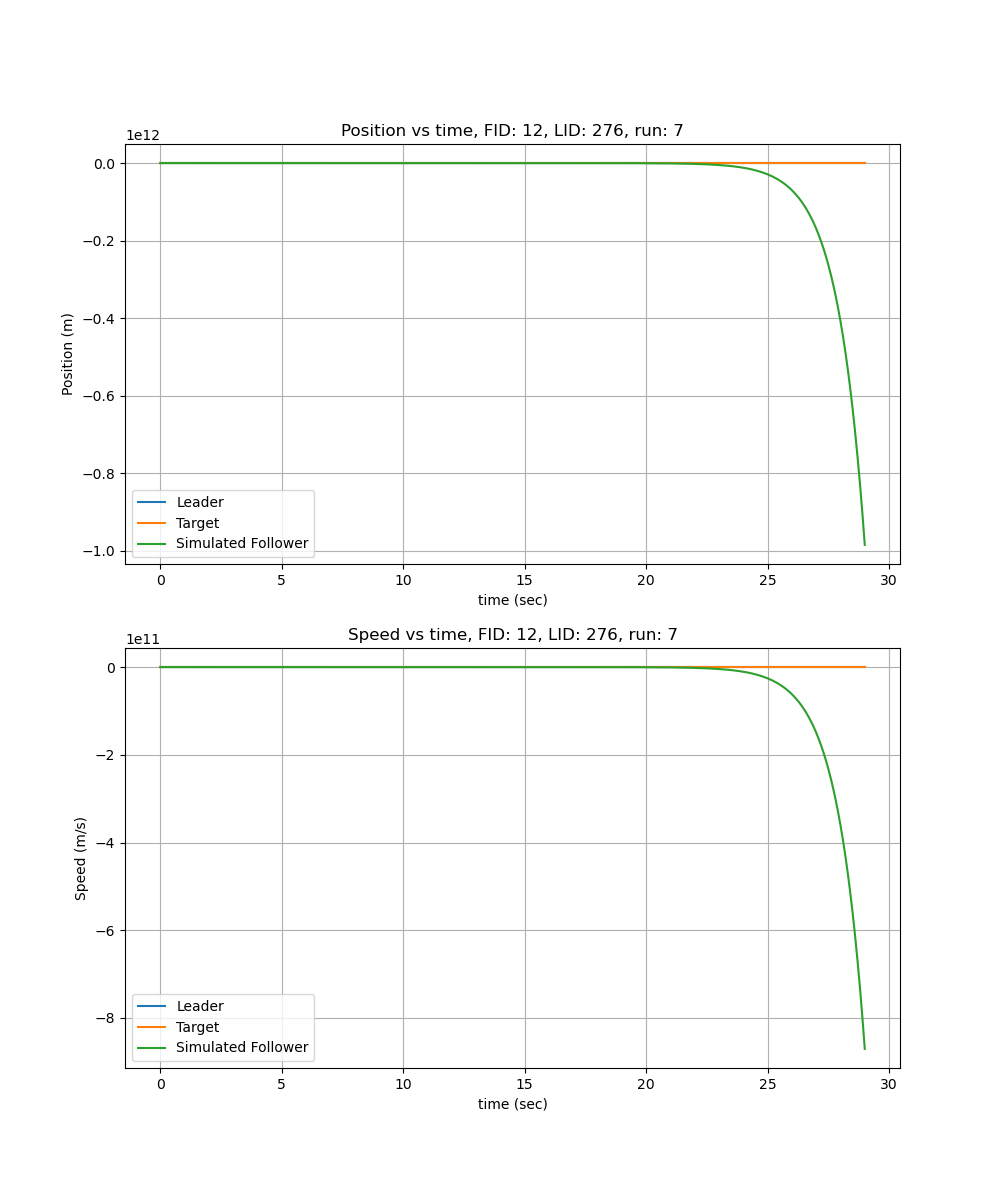 Position vs time, FID: 12, LID: 276, run: 7
1e12
0.0
−0.2
−0.4
−0.6
−0.8
−1.0
Position (m)
Leader
Target
Simulated Follower
0 5 10 15 20 25 30
time (sec)
Speed vs time, FID: 12, LID: 276, run: 7
1e11
0
−2
−4
−6
−8
Speed (m/s)
Leader
Target
Simulated Follower
0 5 10 15 20 25 30
time (sec)